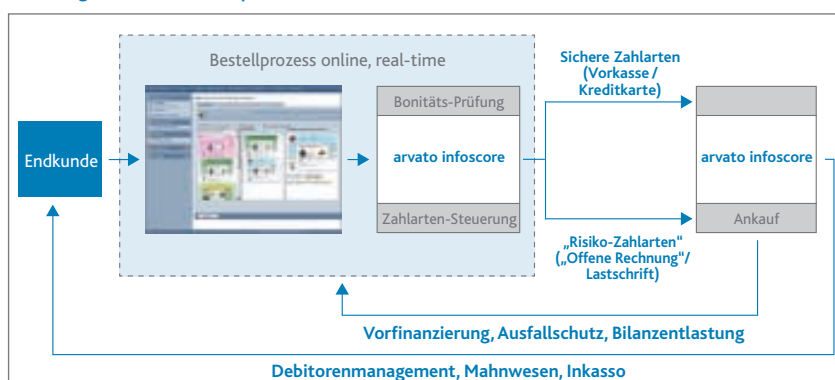 Bestellprozess online, real-time
Endkunde
Bonitäts-Prüfung
arvato infoscore
Zahlarten-Steuerung
Sichere Zahlarten
(Vorkasse /
Kreditkarte)
„Risiko-Zahlarten“
(„Offene Rechnung“/
Lastschrift)
arvato infoscore
Ankauf
Vorfinanzierung, Ausfallschutz, Bilanzentlastung
Debitorenmanagement, Mahnwesen, Inkasso